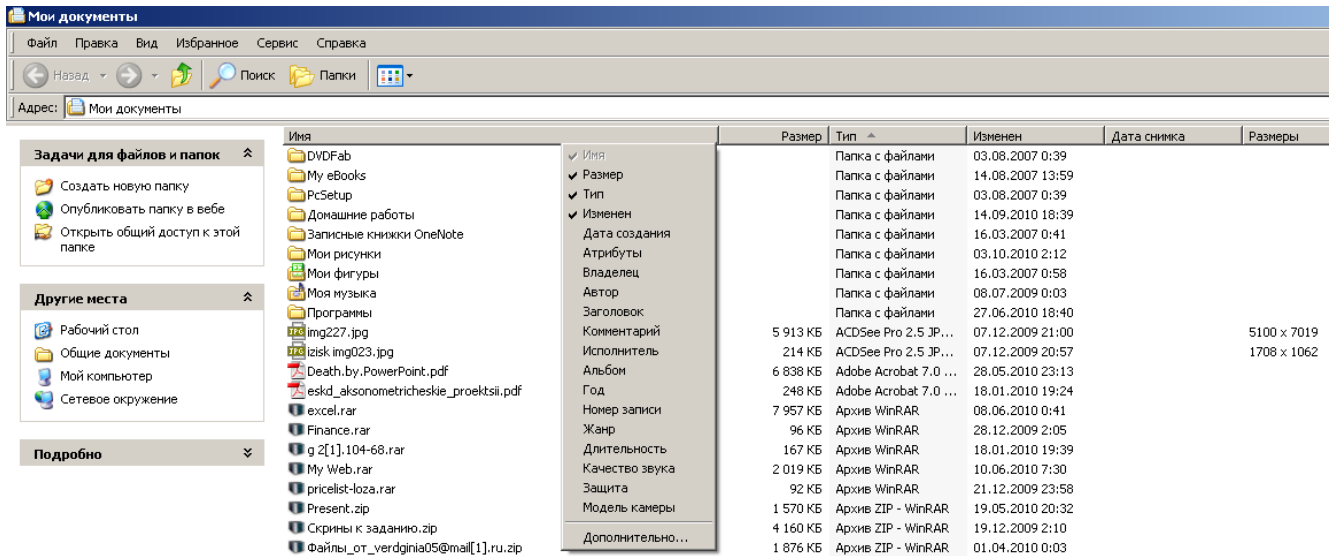 Мои документы
Файл Правка Вид Избранное Сервис Справка
Назад Поиск Папки
Адрес: Мои документы
Имя Размер Тип Изменен Дата снимка Размеры
Задачи для файлов и папок
Создать новую папку
Опубликовать папку в вебе
Открыть общий доступ к этой
папке
Другие места
Рабочий стол
Общие документы
Мой компьютер
Сетевое окружение
Подробно
DVDFab Папка с файлами 03.08.2007 0:39
My eBooks Папка с файлами 14.08.2007 13:59
PcSetup Папка с файлами 03.08.2007 0:39
Домашние работы Папка с файлами 14.09.2010 18:39
Записные книжки OneNote Папка с файлами 16.03.2007 0:41
Мои рисунки Папка с файлами 03.10.2010 2:12
Мои фигуры Папка с файлами 16.03.2007 0:58
Моя музыка Папка с файлами 08.07.2009 0:03
Программы Папка с файлами 27.06.2010 18:40
img227.jpg 5 913 КБ ACDSee Pro 2.5 JP... 07.12.2009 21:00 5100 x 7019
izisk img023.jpg 214 КБ ACDSee Pro 2.5 JP... 07.12.2009 20:57 1708 x 1062
Death.by.PowerPoint.pdf 6 838 КБ Adobe Acrobat 7.0 ... 28.05.2010 23:13
eskd_aksonometricheskie_proektsii.pdf 248 КБ Adobe Acrobat 7.0 ... 18.01.2010 19:24
excel.rar 7 957 КБ Архив WinRAR 08.06.2010 0:41
Finance.rar 96 КБ Архив WinRAR 28.12.2009 2:05
g 2[1].104-68.rar 167 КБ Архив WinRAR 18.01.2010 19:39
My Web.rar 2 019 КБ Архив WinRAR 10.06.2010 7:30
pricelist-loza.rar 92 КБ Архив WinRAR 21.12.2009 23:58
Present.zip 1 570 КБ Архив ZIP - WinRAR 19.05.2010 20:32
Скрины к заданию.zip 4 160 КБ Архив ZIP - WinRAR 19.12.2009 2:10
Файлы_от_verdginia05@mail[1].ru.zip 1 876 КБ Архив ZIP - WinRAR 01.04.2010 0:03
Имя
Размер
Тип
Изменен
Дата создания
Атрибуты
Владелец
Автор
Заголовок
Комментарий
Исполнитель
Альбом
Год
Номер записи
Жанр
Длительность
Качество звука
Защита
Модель камеры
Дополнительно...